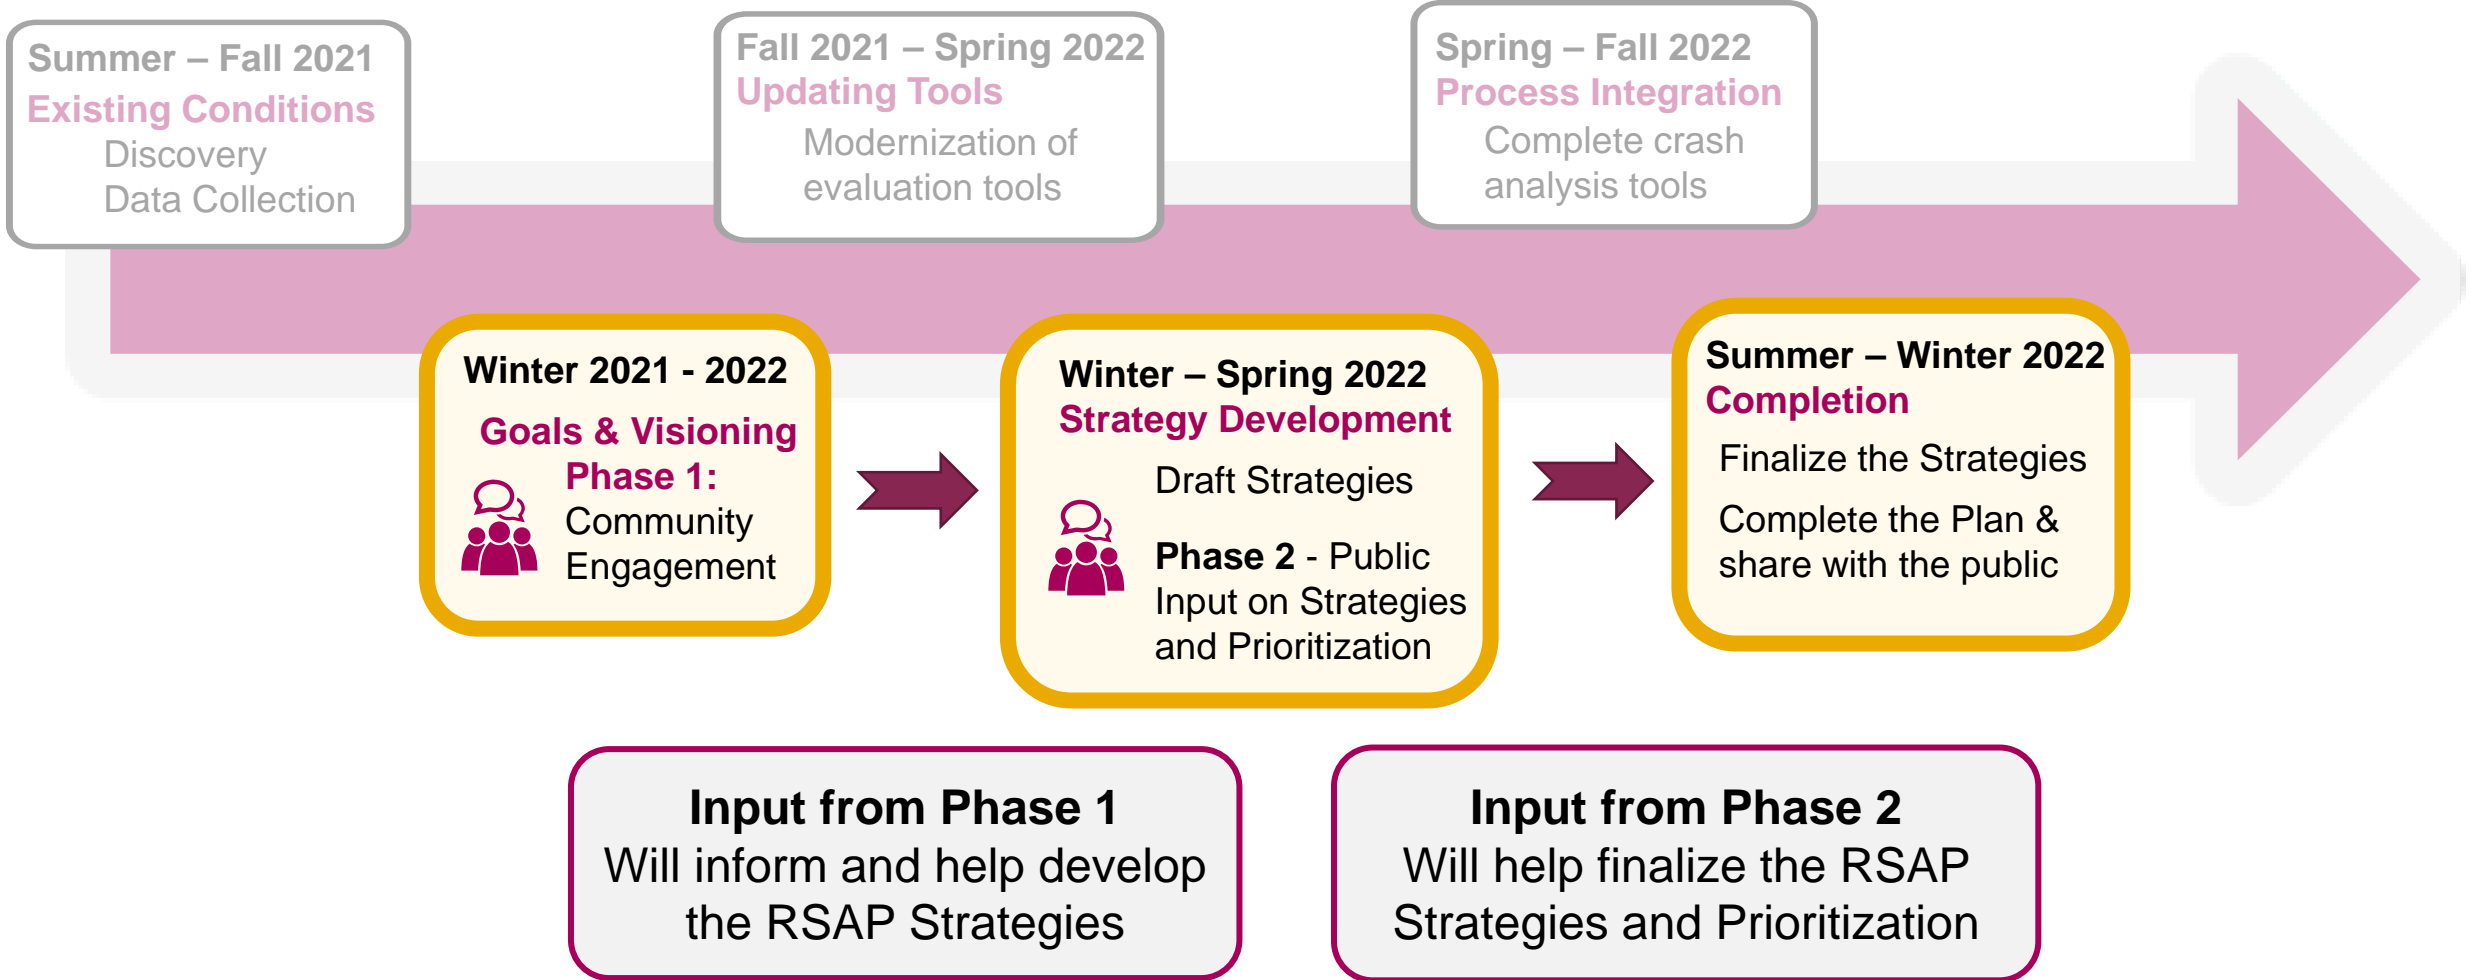 Summer – Fall 2021
Existing Conditions
Discovery
Data Collection
Fall 2021 – Spring 2022
Updating Tools
Modernization of
evaluation tools
Spring – Fall 2022
Process Integration
Complete crash
analysis tools
Winter 2021 - 2022
Goals & Visioning
Phase 1:
Community
Engagement
Winter – Spring 2022
Strategy Development
Draft Strategies
Phase 2 - Public
Input on Strategies
and Prioritization
Summer – Winter 2022
Completion
Finalize the Strategies
Complete the Plan &
share with the public
Input from Phase 1
Will inform and help develop
the RSAP Strategies
Input from Phase 2
Will help finalize the RSAP
Strategies and Prioritization